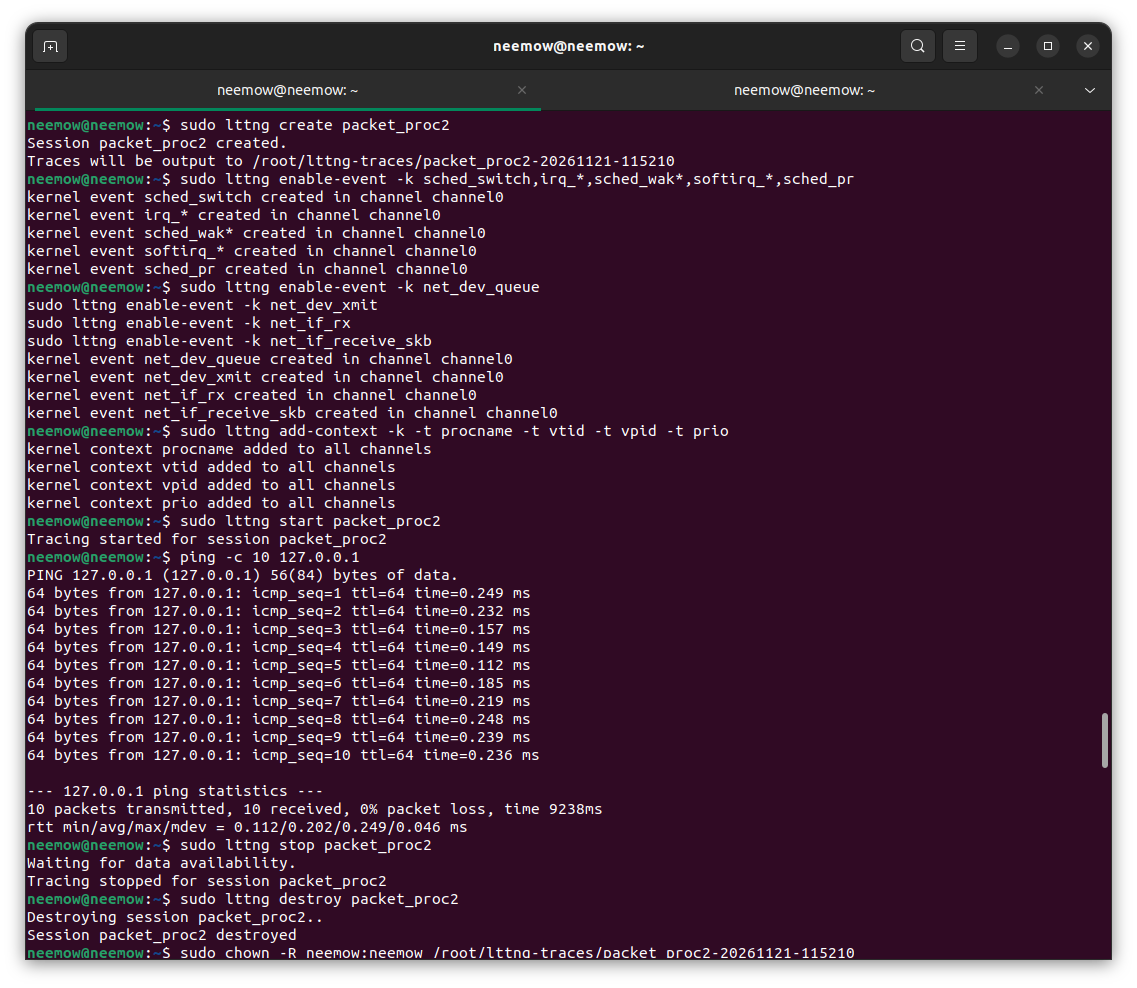 neemow@neemow: ~
neemow@neemow: ~
neemow@neemow: ~
neemow@neemow:~$ sudo lttng create packet_proc2
Session packet_proc2 created.
Traces will be output to /root/lttng-traces/packet_proc2-20261121-115210
neemow@neemow:~$ sudo lttng enable-event -k sched_switch,irq_*,sched_wak*,softirq_*,sched_pr
kernel event sched_switch created in channel channel0
kernel event irq_* created in channel channel0
kernel event sched_wak* created in channel channel0
kernel event softirq_* created in channel channel0
kernel event sched_pr created in channel channel0
neemow@neemow:~$ sudo lttng enable-event -k net_dev_queue
sudo lttng enable-event -k net_dev_xmit
sudo lttng enable-event -k net_if_rx
sudo lttng enable-event -k net_if_receive_skb
kernel event net_dev_queue created in channel channel0
kernel event net_dev_xmit created in channel channel0
kernel event net_if_rx created in channel channel0
kernel event net_if_receive_skb created in channel channel0
neemow@neemow:~$ sudo lttng add-context -k -t procname -t vtid -t vpid -t prio
kernel context procname added to all channels
kernel context vtid added to all channels
kernel context vpid added to all channels
kernel context prio added to all channels
neemow@neemow:~$ sudo lttng start packet_proc2
Tracing started for session packet_proc2
neemow@neemow:~$ ping -c 10 127.0.0.1
PING 127.0.0.1 (127.0.0.1) 56(84) bytes of data.
64 bytes from 127.0.0.1: icmp_seq=1 ttl=64 time=0.249 ms
64 bytes from 127.0.0.1: icmp_seq=2 ttl=64 time=0.232 ms
64 bytes from 127.0.0.1: icmp_seq=3 ttl=64 time=0.157 ms
64 bytes from 127.0.0.1: icmp_seq=4 ttl=64 time=0.149 ms
64 bytes from 127.0.0.1: icmp_seq=5 ttl=64 time=0.112 ms
64 bytes from 127.0.0.1: icmp_seq=6 ttl=64 time=0.185 ms
64 bytes from 127.0.0.1: icmp_seq=7 ttl=64 time=0.219 ms
64 bytes from 127.0.0.1: icmp_seq=8 ttl=64 time=0.248 ms
64 bytes from 127.0.0.1: icmp_seq=9 ttl=64 time=0.239 ms
64 bytes from 127.0.0.1: icmp_seq=10 ttl=64 time=0.236 ms
--- 127.0.0.1 ping statistics ---
10 packets transmitted, 10 received, 0% packet loss, time 9238ms
rtt min/avg/max/mdev = 0.112/0.202/0.249/0.046 ms
neemow@neemow:~$ sudo lttng stop packet_proc2
Waiting for data availability.
Tracing stopped for session packet_proc2
neemow@neemow:~$ sudo lttng destroy packet_proc2
Destroying session packet_proc2..
Session packet_proc2 destroyed
neemow@neemow:~$ sudo chown -R neemow:neemow /root/lttng-traces/packet_proc2-20261121-115210